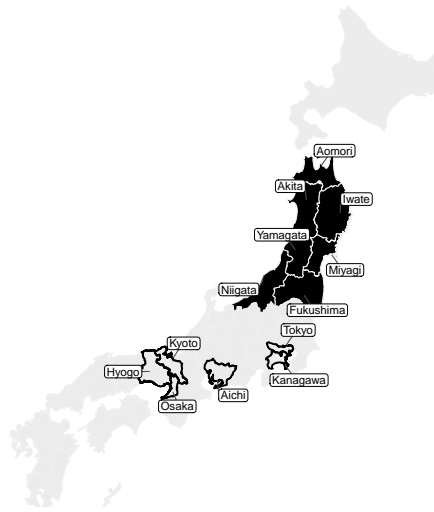 Aomori
Akita
Iwate
Yamagata
Miyagi
Niigata
Fukushima
Tokyo
Kyoto
Hyogo
Kanagawa
Aichi
Osaka